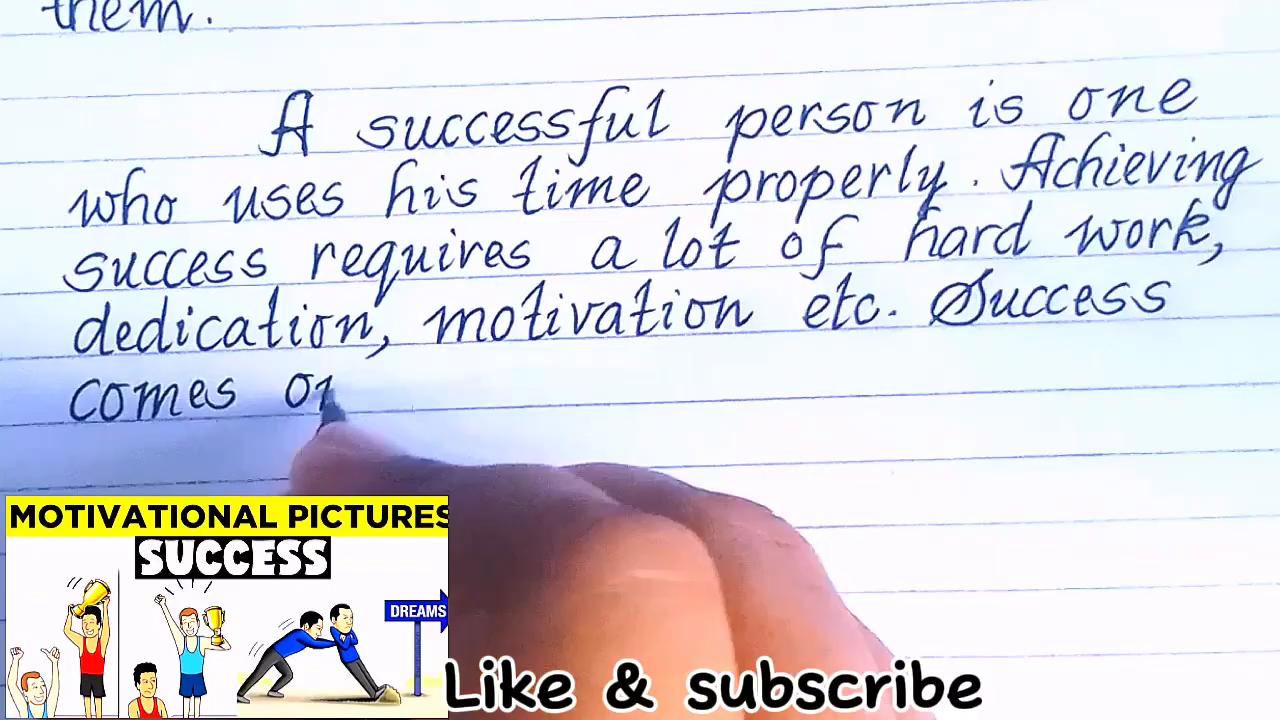 them.
A successful person is one
who uses his time properly. Achieving
success requires a lot of hard work,
dedication, motivation etc. Success
comes
MOTIVATIONAL PICTURES
SUCCESS
DREAMS
Like & subscribe